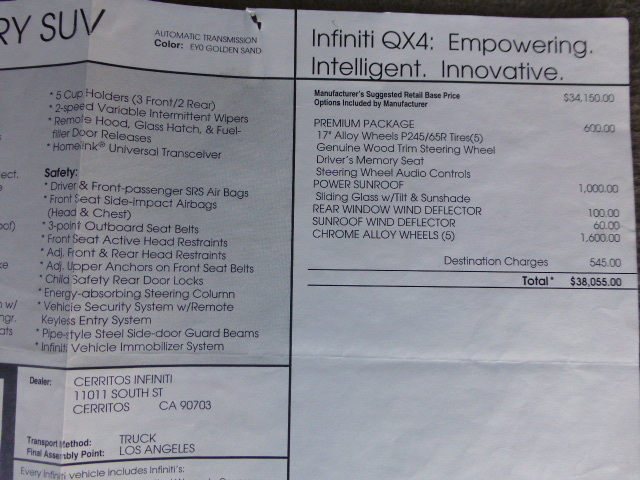 RY SUV
AUTOMATIC TRANSMISSION
Color: EY0 GOLDEN SAND
* 5 Cup Holders (3 Front/2 Rear)
* 2-speed Variable Intermittent Wipers
* Remote Hood, Glass Hatch, & Fuel-
filler Door Releases
* HomeLink® Universal Transceiver
Safety:
* Driver & Front-passenger SRS Air Bags
* Front Seat Side-impact Airbags
(Head & Chest)
* 3-point Outboard Seat Belts
* Front Seat Active Head Restraints
* Adj. Front & Rear Head Restraints
* Adj. Upper Anchors on Front Seat Belts
* Child Safety Rear Door Locks
* Energy-absorbing Steering Column
* Vehicle Security System w/Remote
Keyless Entry System
* Pipe-style Steel Side-door Guard Beams
* Infiniti Vehicle Immobilizer System
ect.
oof)
ke
n w/
ngr.
ats
Dealer: CERRITOS INFINITI
11011 SOUTH ST
CERRITOS CA 90703
Transport Method: TRUCK
Final Assembly Point: LOS ANGELES
Every Infiniti vehicle includes Infiniti's:
Infiniti QX4: Empowering.
Intelligent. Innovative.
Manufacturer's Suggested Retail Base Price $34,150.00
Options Included by Manufacturer
PREMIUM PACKAGE 600.00
17" Alloy Wheels P245/65R Tires(5)
Genuine Wood Trim Steering Wheel
Driver's Memory Seat
Steering Wheel Audio Controls
POWER SUNROOF 1,000.00
Sliding Glass w/Tilt & Sunshade
REAR WINDOW WIND DEFLECTOR 100.00
SUNROOF WIND DEFLECTOR 60.00
CHROME ALLOY WHEELS (5) 1,600.00
Destination Charges 545.00
Total* $38,055.00